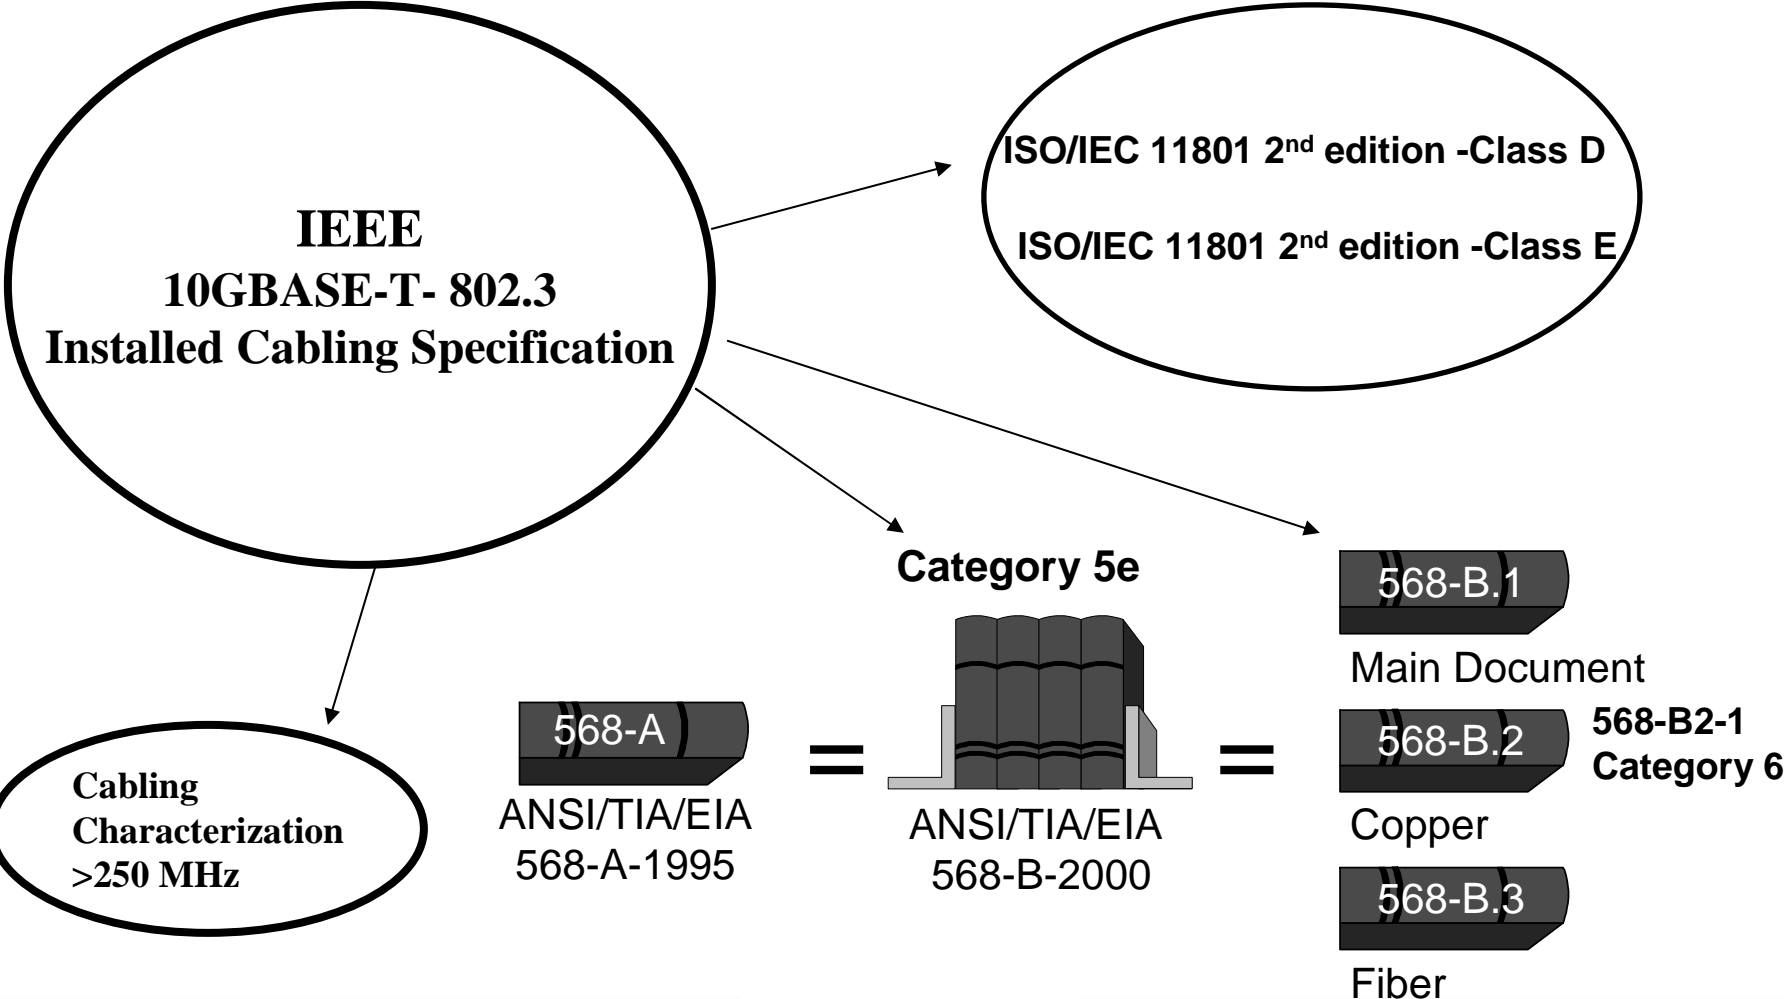 IEEE
10GBASE-T- 802.3
Installed Cabling Specification
ISO/IEC 11801 2nd edition -Class D
ISO/IEC 11801 2nd edition -Class E
Cabling
Characterization
>250 MHz
568-A
ANSI/TIA/EIA
568-A-1995
=
Category 5e
ANSI/TIA/EIA
568-B-2000
=
568-B.1
Main Document
568-B.2
568-B2-1
Category 6
Copper
568-B.3
Fiber